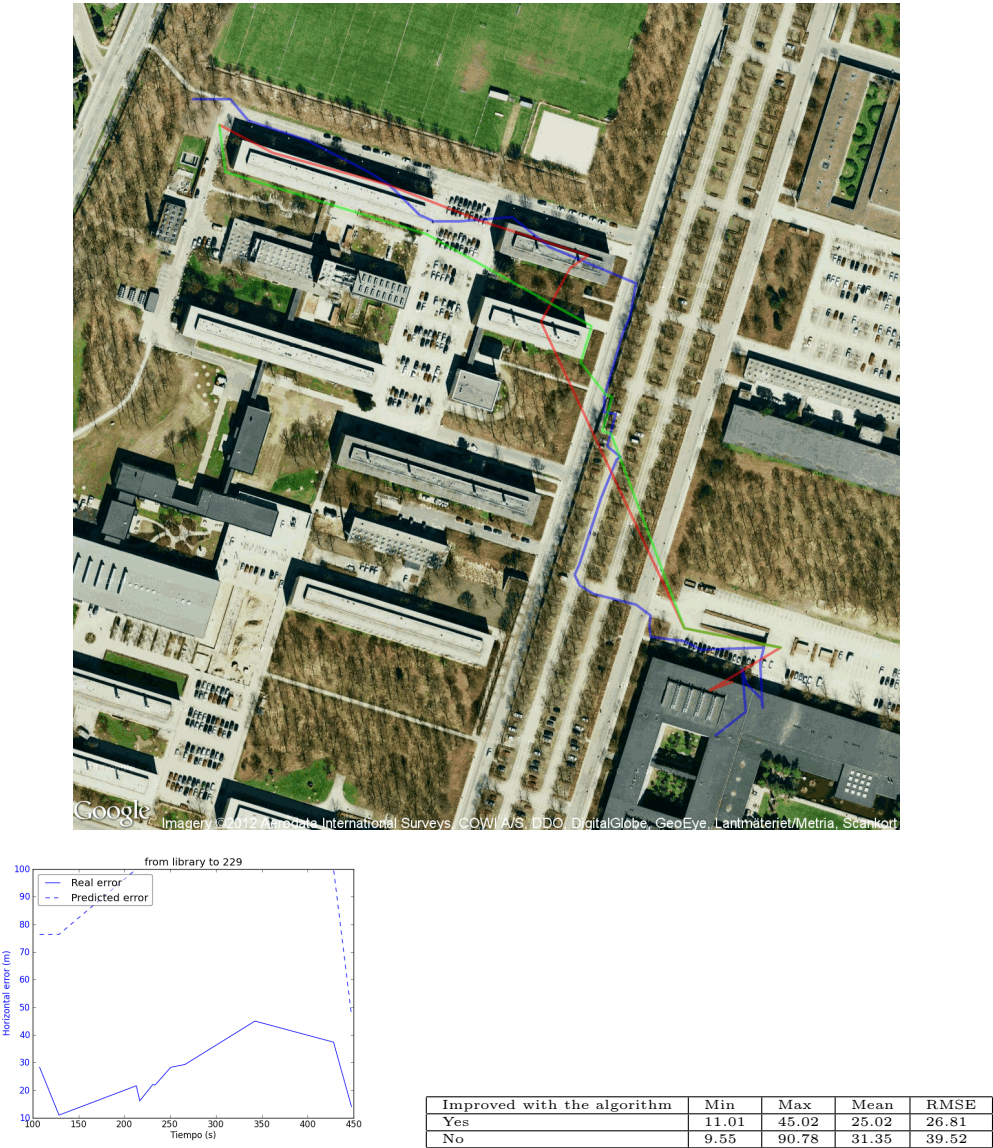 Google
Imagery ©2012 Aerodata International Surveys, COWI A/S, DDO, DigitalGlobe, GeoEye, Lantmäteriet/Metria, Scankort
from library to 229
Real error
Predicted error
Horizontal error (m)
100
90
80
70
60
50
40
30
20
10
100 150 200 250 300 350 400 450
Tiempo (s)
Improved with the algorithm Min Max Mean RMSE
Yes 11.01 45.02 25.02 26.81
No 9.55 90.78 31.35 39.52